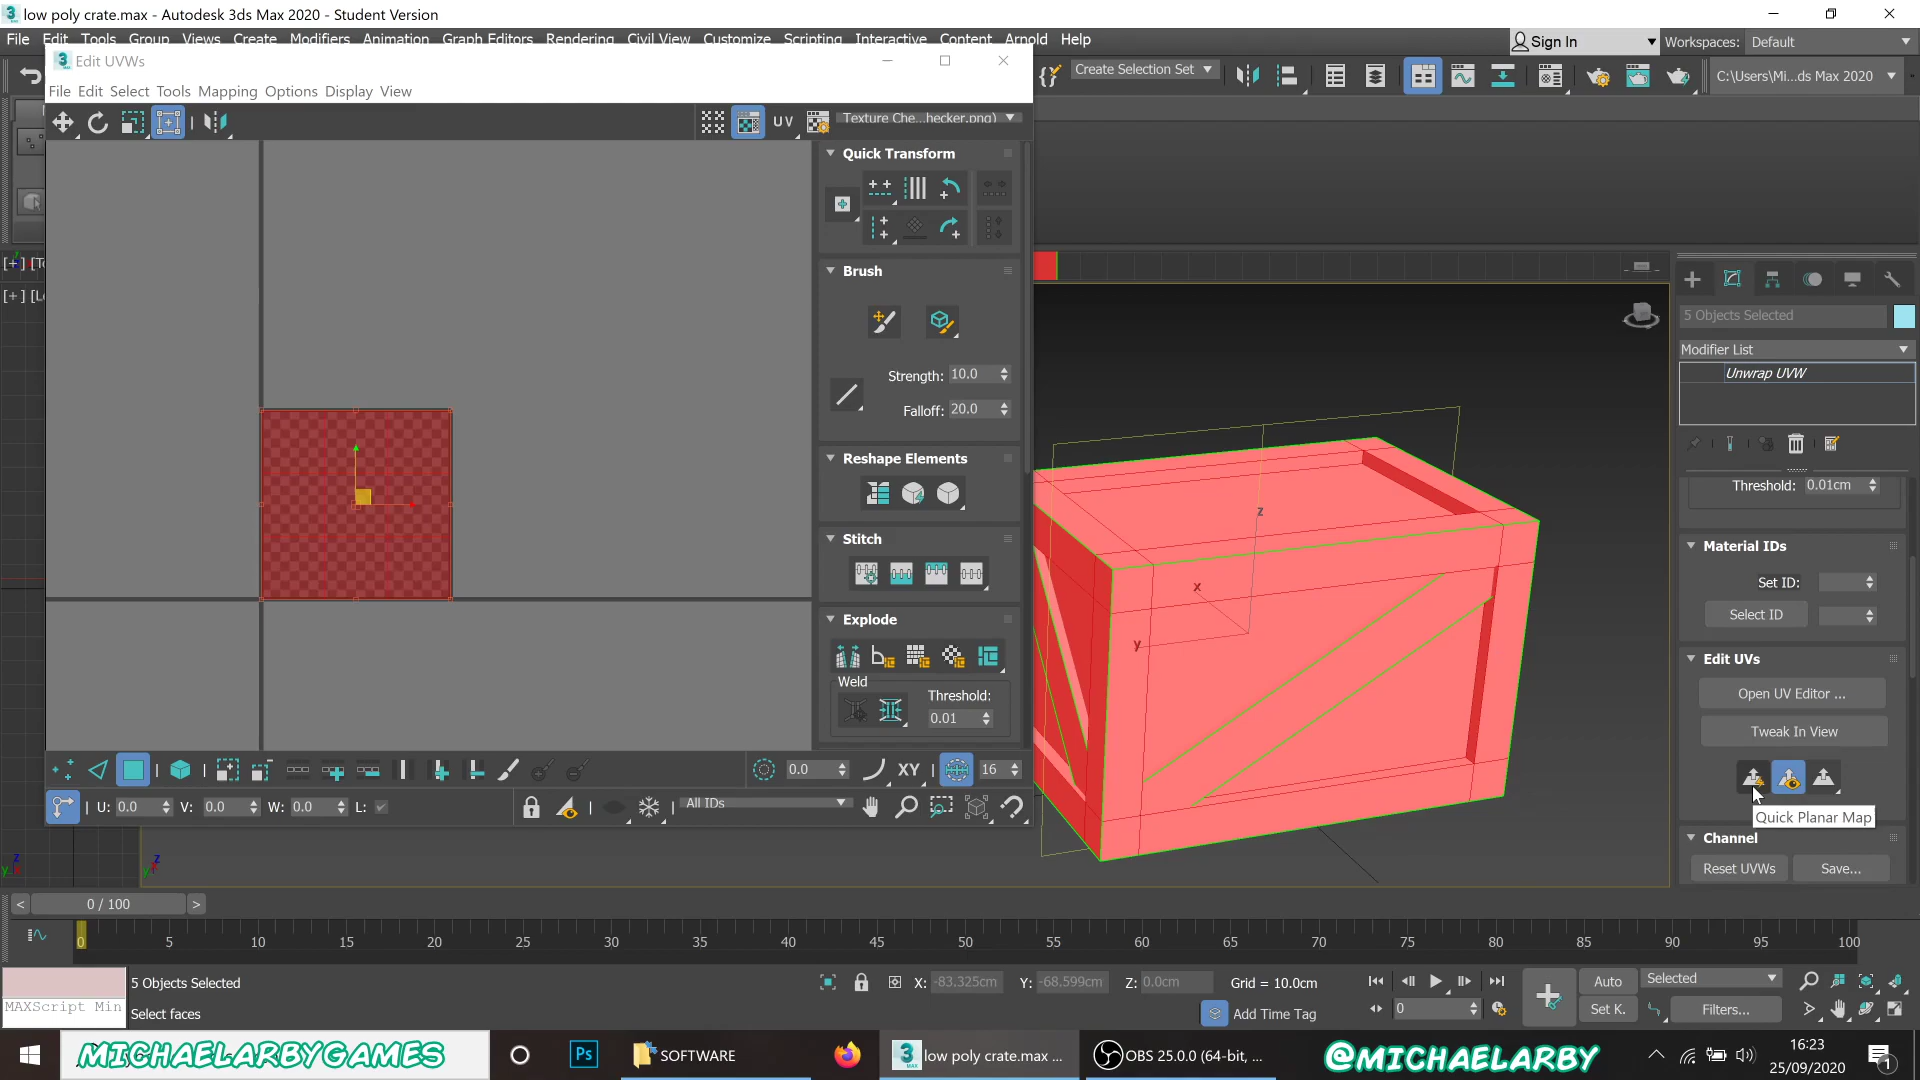 low poly crate.max - Autodesk 3ds Max 2020 - Student Version
File Edit Tools Group Views Create Modifiers Animation Graph Editors Rendering Civil View Customize Scripting Interactive Content Arnold Help
Sign In
Workspaces: Default
Edit UVWs
File Edit Select Tools Mapping Options Display View
Create Selection Set
C:\Users\Mi...ds Max 2020
UV
Texture Che...hecker.png)
Quick Transform
Brush
Strength: 10.0
Falloff: 20.0
Reshape Elements
Stitch
Explode
Weld
Threshold:
0.01
0.0
XY
16
U: 0.0
V: 0.0
W: 0.0
L:
All IDs
[+]
[+]
z
x
y
5 Objects Selected
Modifier List
Unwrap UVW
Threshold: 0.01cm
Material IDs
Set ID:
Select ID
Edit UVs
Open UV Editor ...
Tweak In View
Quick Planar Map
Channel
Reset UVWs
Save...
z
y
z
y
< 0 / 100 >
0 5 10 15 20 25 30 35 40 45 50 55 60 65 70 75 80 85 90 95 100
MAXScript Min
5 Objects Selected
Select faces
X: -83.325cm
Y: -68.599cm
Z: 0.0cm
Grid = 10.0cm
Add Time Tag
0
Auto
Selected
Set K.
Filters...
MICHAELARBYGAMES
Ps
SOFTWARE
low poly crate.max ...
OBS 25.0.0 (64-bit, ...
@MICHAELARBY
16:23
25/09/2020
1